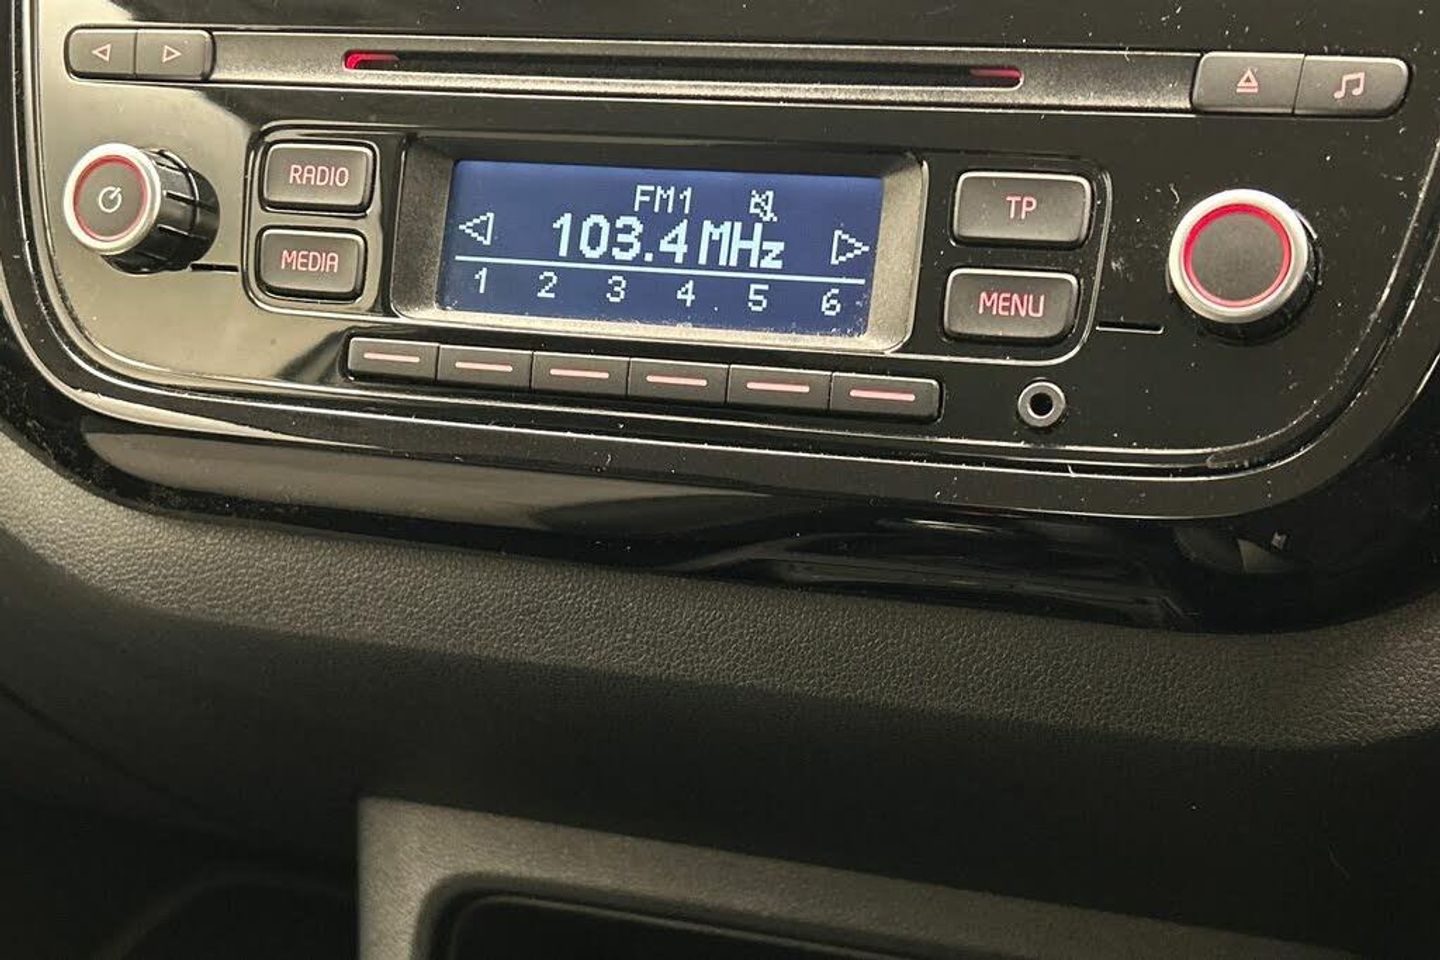 RADIO
MEDIA
FM1
103.4 MHz
1 2 3 4 5 6
TP
MENU